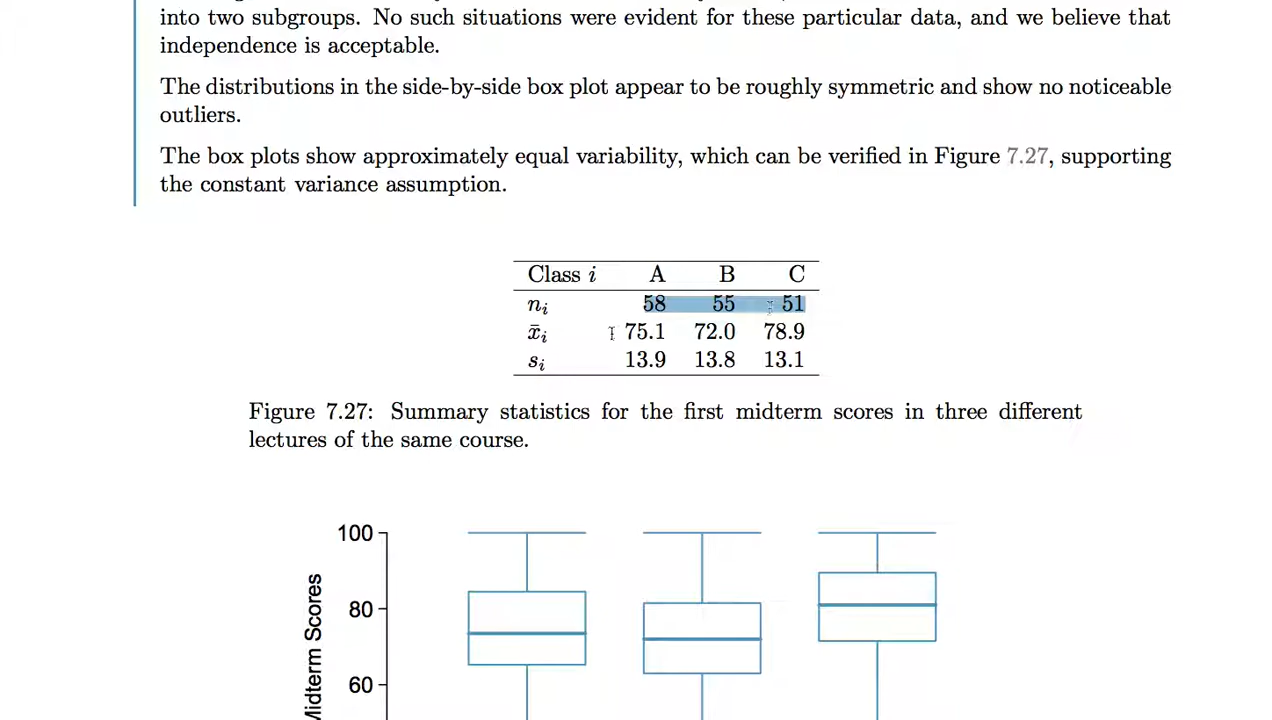 into two subgroups. No such situations were evident for these particular data, and we believe that
independence is acceptable.
The distributions in the side-by-side box plot appear to be roughly symmetric and show no noticeable
outliers.
The box plots show approximately equal variability, which can be verified in Figure 7.27, supporting
the constant variance assumption.
Class i A B C
nᵢ 58 55 51
x̄ᵢ 75.1 72.0 78.9
sᵢ 13.9 13.8 13.1
Figure 7.27: Summary statistics for the first midterm scores in three different
lectures of the same course.
100
80
60
Midterm Scores